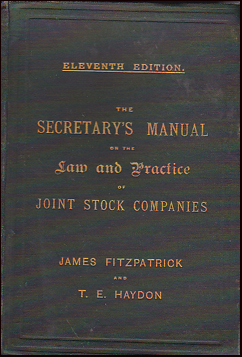 ELEVENTH EDITION.
THE
SECRETARY'S MANUAL
ON THE
Law and Practice
OF
JOINT STOCK COMPANIES
JAMES FITZPATRICK
AND
T. E. HAYDON